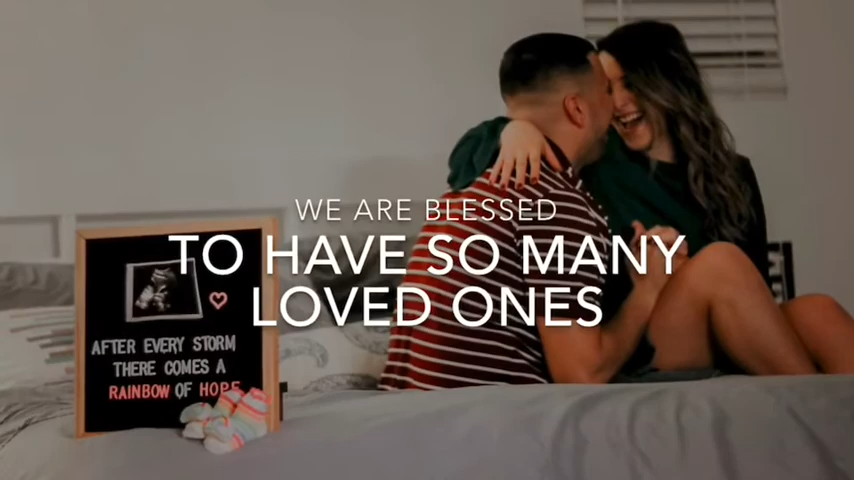 WE ARE BLESSED
TO HAVE SO MANY
LOVED ONES
AFTER EVERY STORM
THERE COMES A
RAINBOW OF HOPE